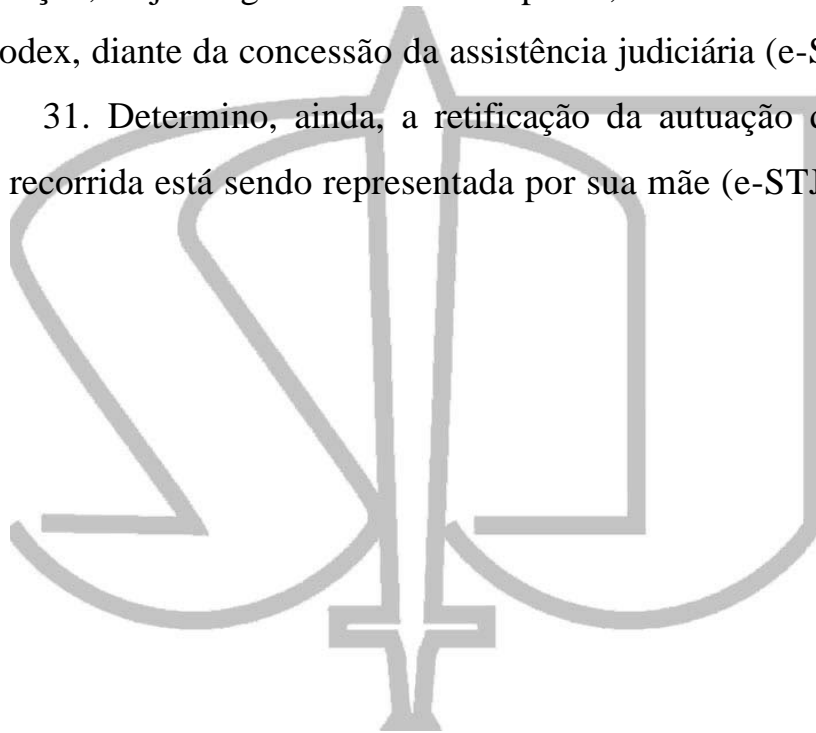 odex, diante da concessão da assistência judiciária (e-S
31. Determino, ainda, a retificação da autuação
recorrida está sendo representada por sua mãe (e-STJ
STJ